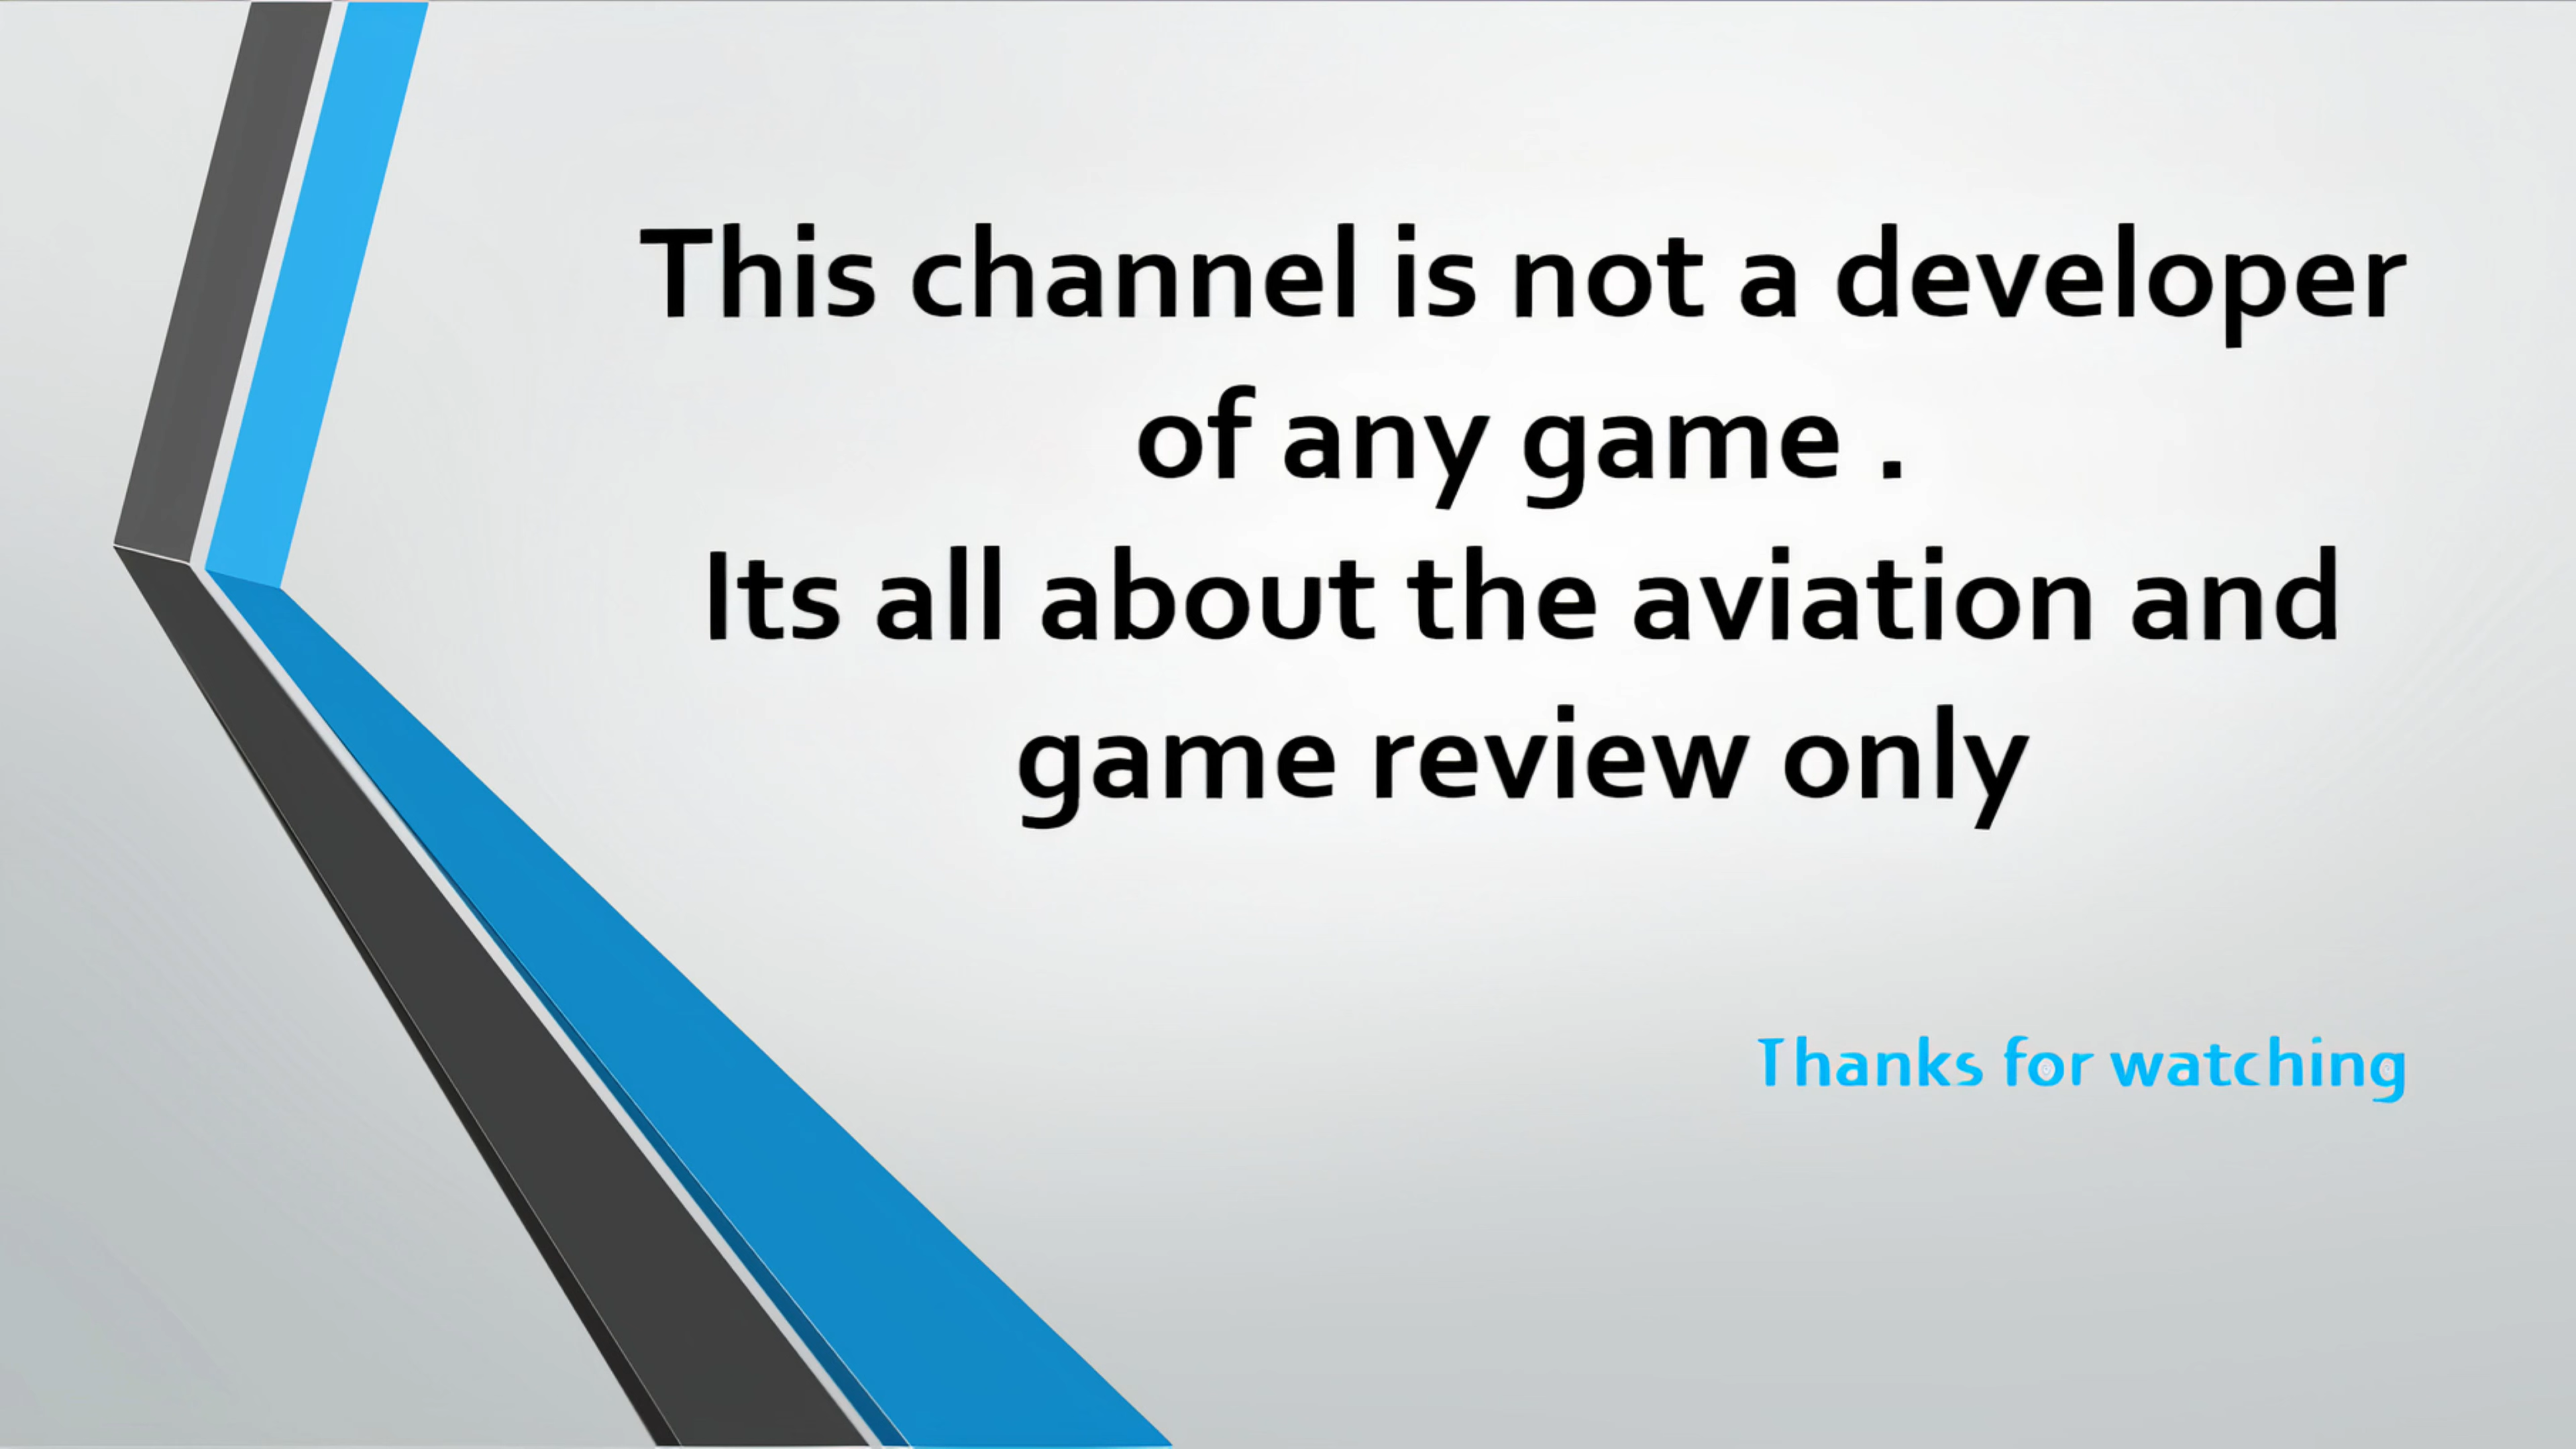 This channel is not a developer
of any game .
Its all about the aviation and
game review only
Thanks for watching